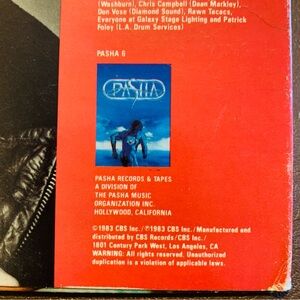 (Washburn), Chris Campbell (Dean Markley),
Don Vose (Diamond Sound), Rawn Tecacs,
Everyone at Galaxy Stage Lighting and Patrick
Foley (L.A. Drum Services)
PASHA 6
PASHA
PASHA RECORDS & TAPES
A DIVISION OF
THE PASHA MUSIC
ORGANIZATION INC.
HOLLYWOOD, CALIFORNIA
©1983 CBS Inc./℗1983 CBS Inc./Manufactured and
distributed by CBS Records/CBS Inc./
1801 Century Park West, Los Angeles, CA
WARNING: All rights reserved. Unauthorized
duplication is a violation of applicable laws.